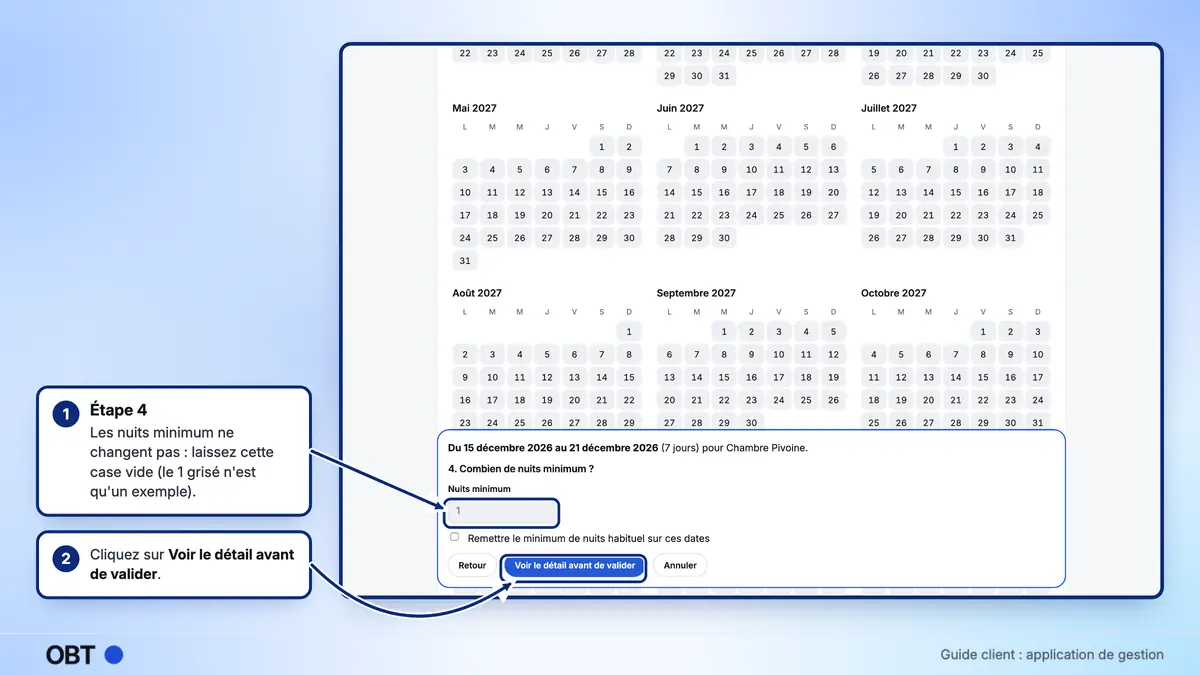 22 23 24 25 26 27 28
22 23 24 25 26 27 28
29 30 31
19 20 21 22 23 24 25
26 27 28 29 30
Mai 2027
L M M J V S D
1 2
3 4 5 6 7 8 9
10 11 12 13 14 15 16
17 18 19 20 21 22 23
24 25 26 27 28 29 30
31
Juin 2027
L M M J V S D
1 2 3 4 5 6
7 8 9 10 11 12 13
14 15 16 17 18 19 20
21 22 23 24 25 26 27
28 29 30
Juillet 2027
L M M J V S D
1 2 3 4
5 6 7 8 9 10 11
12 13 14 15 16 17 18
19 20 21 22 23 24 25
26 27 28 29 30 31
Août 2027
L M M J V S D
1
2 3 4 5 6 7 8
9 10 11 12 13 14 15
16 17 18 19 20 21 22
23 24 25 26 27 28 29
Septembre 2027
L M M J V S D
1 2 3 4 5
6 7 8 9 10 11 12
13 14 15 16 17 18 19
20 21 22 23 24 25 26
27 28 29 30
Octobre 2027
L M M J V S D
1 2 3
4 5 6 7 8 9 10
11 12 13 14 15 16 17
18 19 20 21 22 23 24
25 26 27 28 29 30 31
Du 15 décembre 2026 au 21 décembre 2026 (7 jours) pour Chambre Pivoine.
4. Combien de nuits minimum ?
Nuits minimum
1
Remettre le minimum de nuits habituel sur ces dates
Retour
Voir le détail avant de valider
Annuler
1
Étape 4
Les nuits minimum ne
changent pas : laissez cette
case vide (le 1 grisé n'est
qu'un exemple).
2
Cliquez sur Voir le détail avant
de valider.
OBT
Guide client : application de gestion